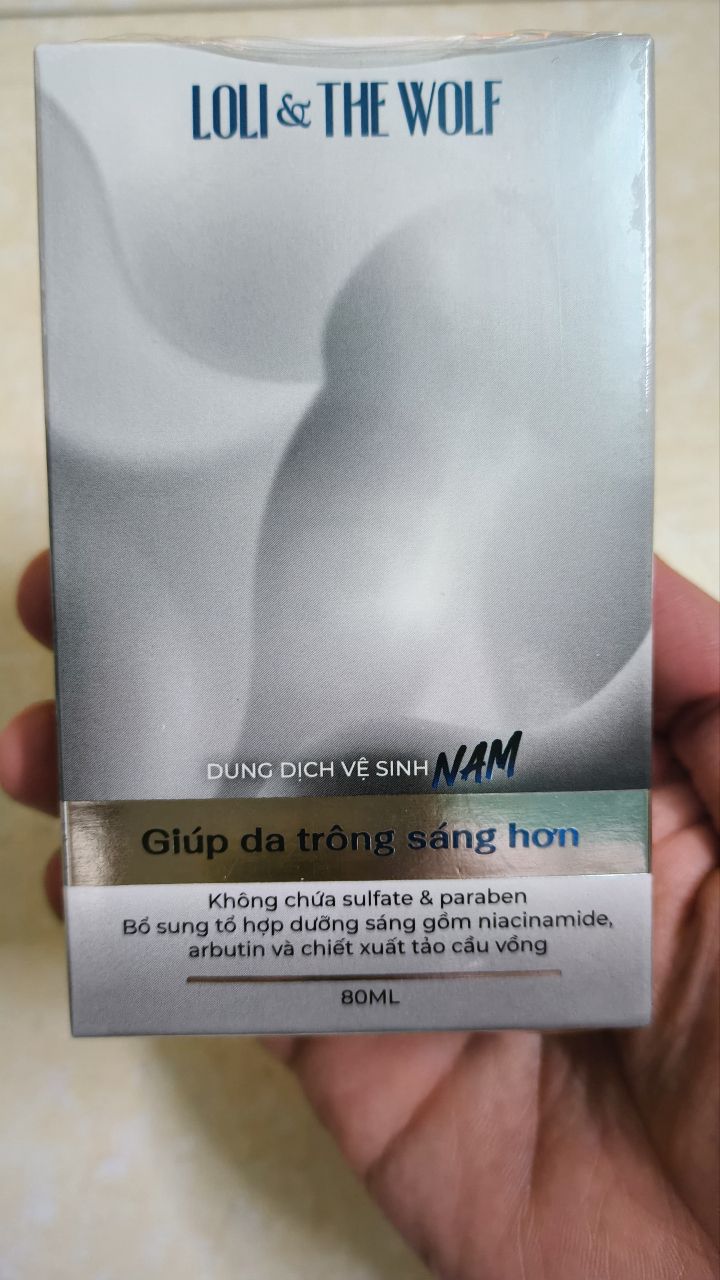 LOLI & THE WOLF
DUNG DỊCH VỆ SINH NAM
Giúp da trông sáng hơn
Không chứa sulfate & paraben
Bổ sung tổ hợp dưỡng sáng gồm niacinamide,
arbutin và chiết xuất tảo cầu vồng
80ML